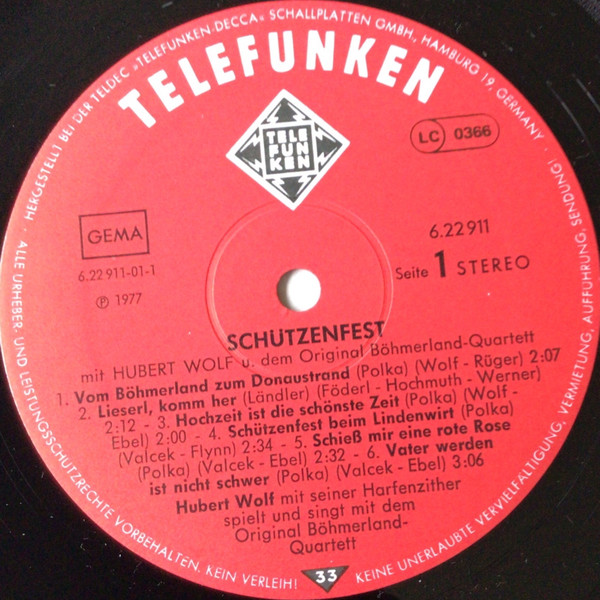 HERGESTELLT BEI DER TELDEC »TELEFUNKEN-DECCA« SCHALLPLATTEN GMBH., HAMBURG 19, GERMANY ·
TELEFUNKEN
TELE
FUN
KEN
LC 0366
GEMA
6.22911-01-1
℗ 1977
6.22911
Seite 1 STEREO
SCHÜTZENFEST
mit HUBERT WOLF u. dem Original Böhmerland-Quartett
1. Vom Böhmerland zum Donaustrand (Polka) (Wolf - Rüger) 2:07
2. Lieserl, komm her (Ländler) (Föderl - Hochmuth - Werner)
2:12 - 3. Hochzeit ist die schönste Zeit (Polka) (Wolf -
Ebel) 2:00 - 4. Schützenfest beim Lindenwirt (Polka)
(Valcek - Flynn) 2:34 - 5. Schieß mir eine rote Rose
(Polka) (Valcek - Ebel) 2:32 - 6. Vater werden
ist nicht schwer (Polka) (Valcek - Ebel) 3:06
Hubert Wolf mit seiner Harfenzither
spielt und singt mit dem
Original Böhmerland-
Quartett
· ALLE URHEBER- UND LEISTUNGSSCHUTZRECHTE VORBEHALTEN. KEIN VERLEIH!
33
KEINE UNERLAUBTE VERVIELFÄLTIGUNG, VERMIETUNG, AUFFÜHRUNG, SENDUNG!